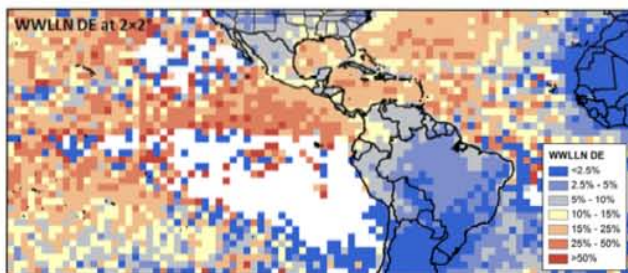 WWLLN DE at 2×2°
WWLLN DE
<2.5%
2.5% - 5%
5% - 10%
10% - 15%
15% - 25%
25% - 50%
>50%